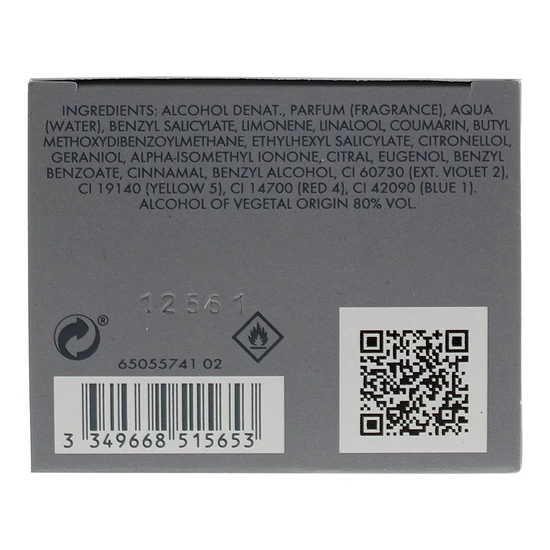 INGREDIENTS: ALCOHOL DENAT., PARFUM (FRAGRANCE), AQUA
(WATER), BENZYL SALICYLATE, LIMONENE, LINALOOL, COUMARIN, BUTYL
METHOXYDIBENZOYLMETHANE, ETHYLHEXYL SALICYLATE, CITRONELLOL,
GERANIOL, ALPHA-ISOMETHYL IONONE, CITRAL, EUGENOL, BENZYL
BENZOATE, CINNAMAL, BENZYL ALCOHOL, CI 60730 (EXT. VIOLET 2),
CI 19140 (YELLOW 5), CI 14700 (RED 4), CI 42090 (BLUE 1).
ALCOHOL OF VEGETAL ORIGIN 80% VOL.
12561
®
65055741 02
3 349668 515653